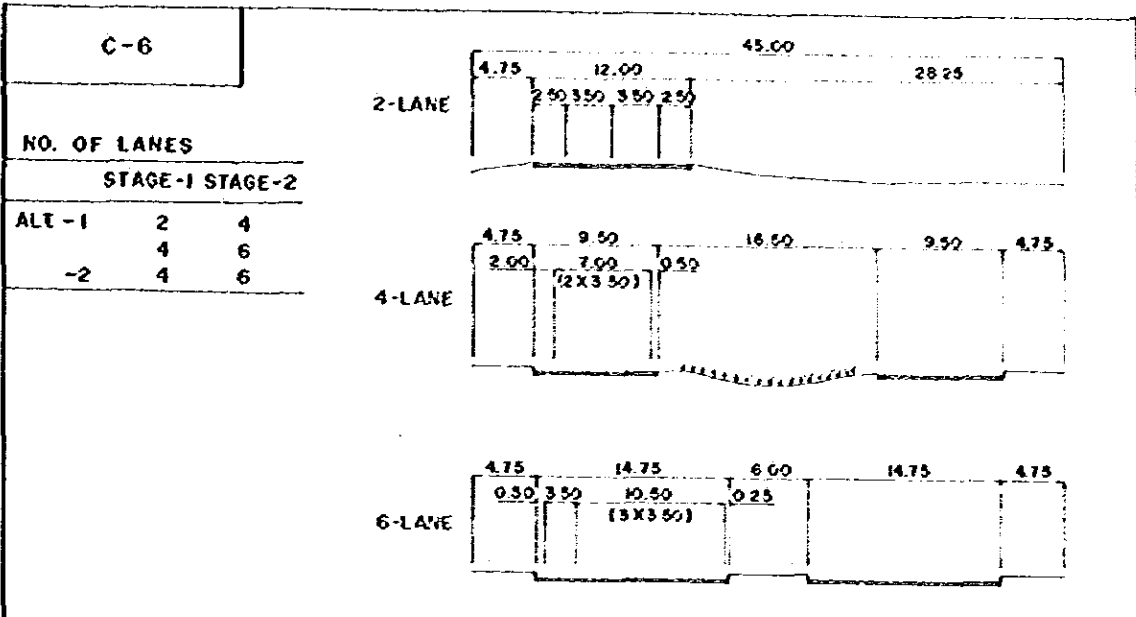 C-6
NO. OF LANES
STAGE-1 STAGE-2
ALT -1 2 4
4 6
-2 4 6
45.00
4.75 12.00 28.25
2-LANE
2.50 3.50 3.50 2.50
4.75 9.50 16.50 9.50 4.75
2.00 7.00 0.50
(2X3.50)
4-LANE
4.75 14.75 6.00 14.75 4.75
0.50 3.50 10.50 0.25
(3X3.50)
6-LANE